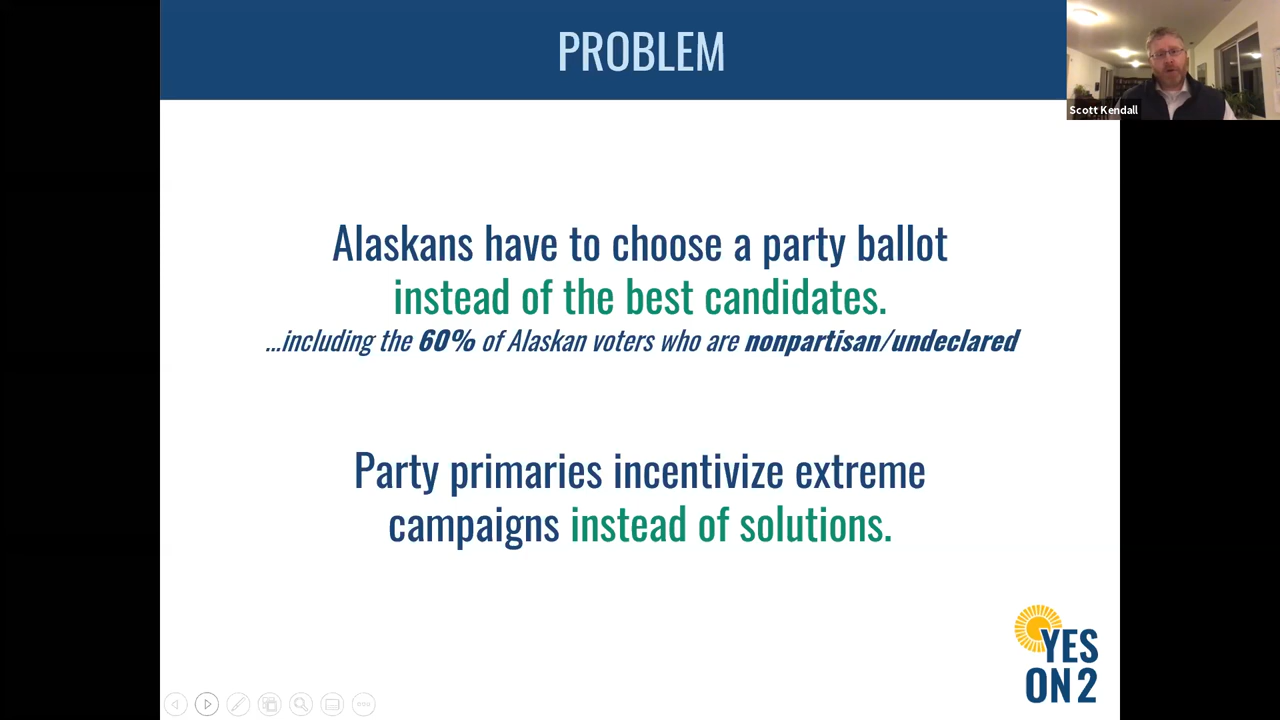 PROBLEM
Scott Kendall
Alaskans have to choose a party ballot
instead of the best candidates.
...including the 60% of Alaskan voters who are nonpartisan/undeclared
Party primaries incentivize extreme
campaigns instead of solutions.
YES
ON 2